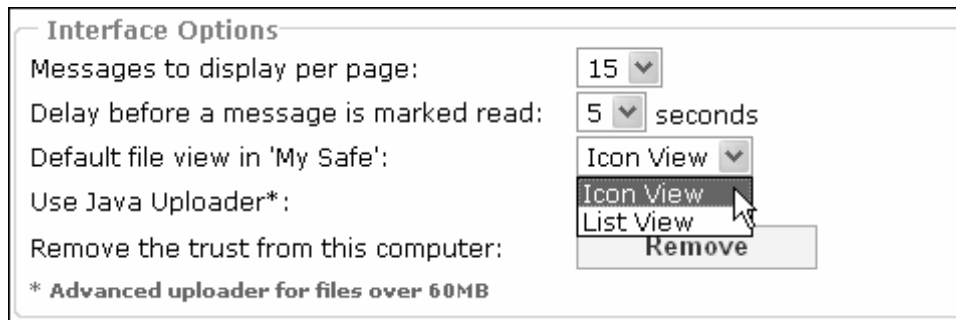 Interface Options
Messages to display per page: 15
Delay before a message is marked read: 5 seconds
Default file view in 'My Safe': Icon View
Icon View
Use Java Uploader*:
List View
Remove the trust from this computer: Remove
* Advanced uploader for files over 60MB